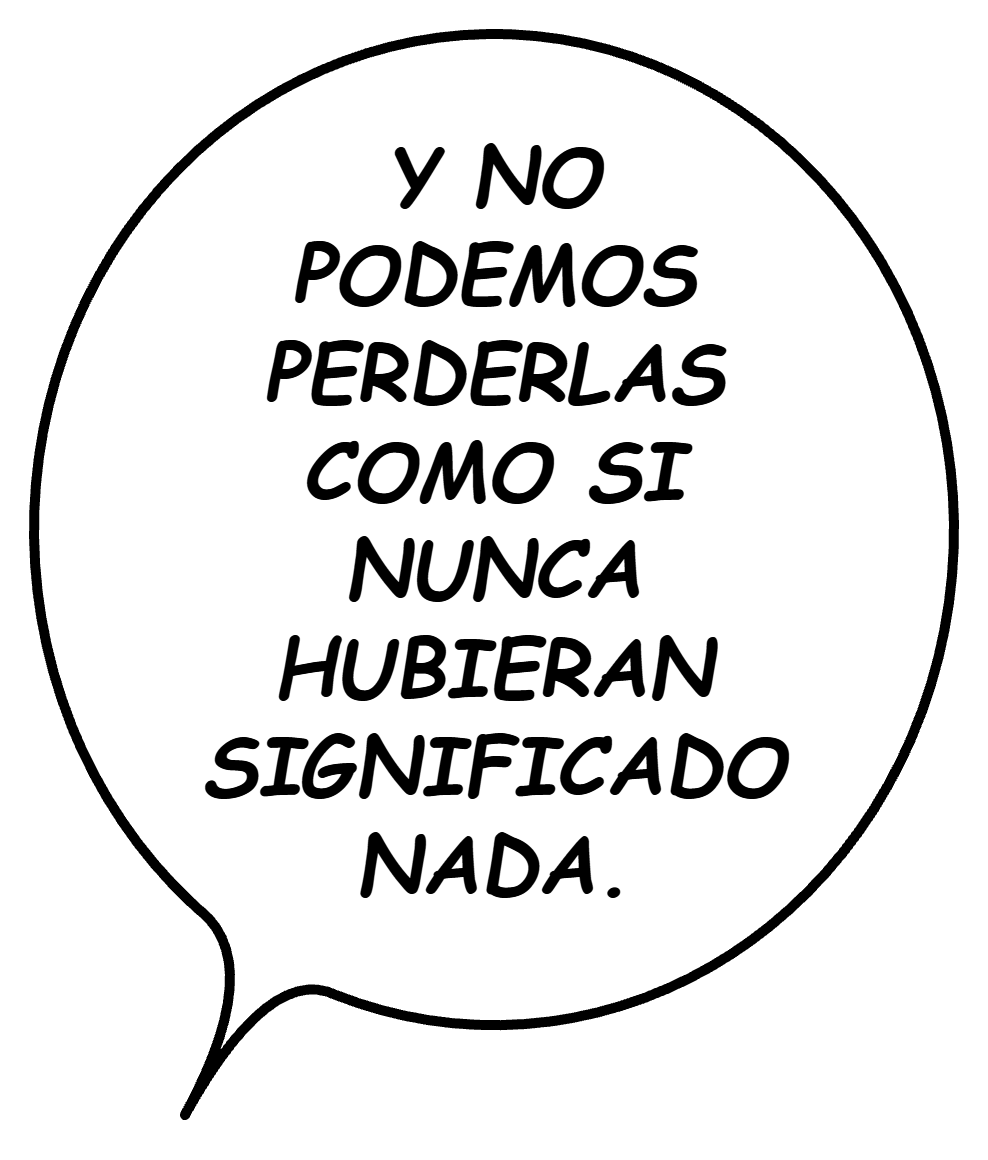 Y NO
PODEMOS
PERDERLAS
COMO SI
NUNCA
HUBIERAN
SIGNIFICADO
NADA.